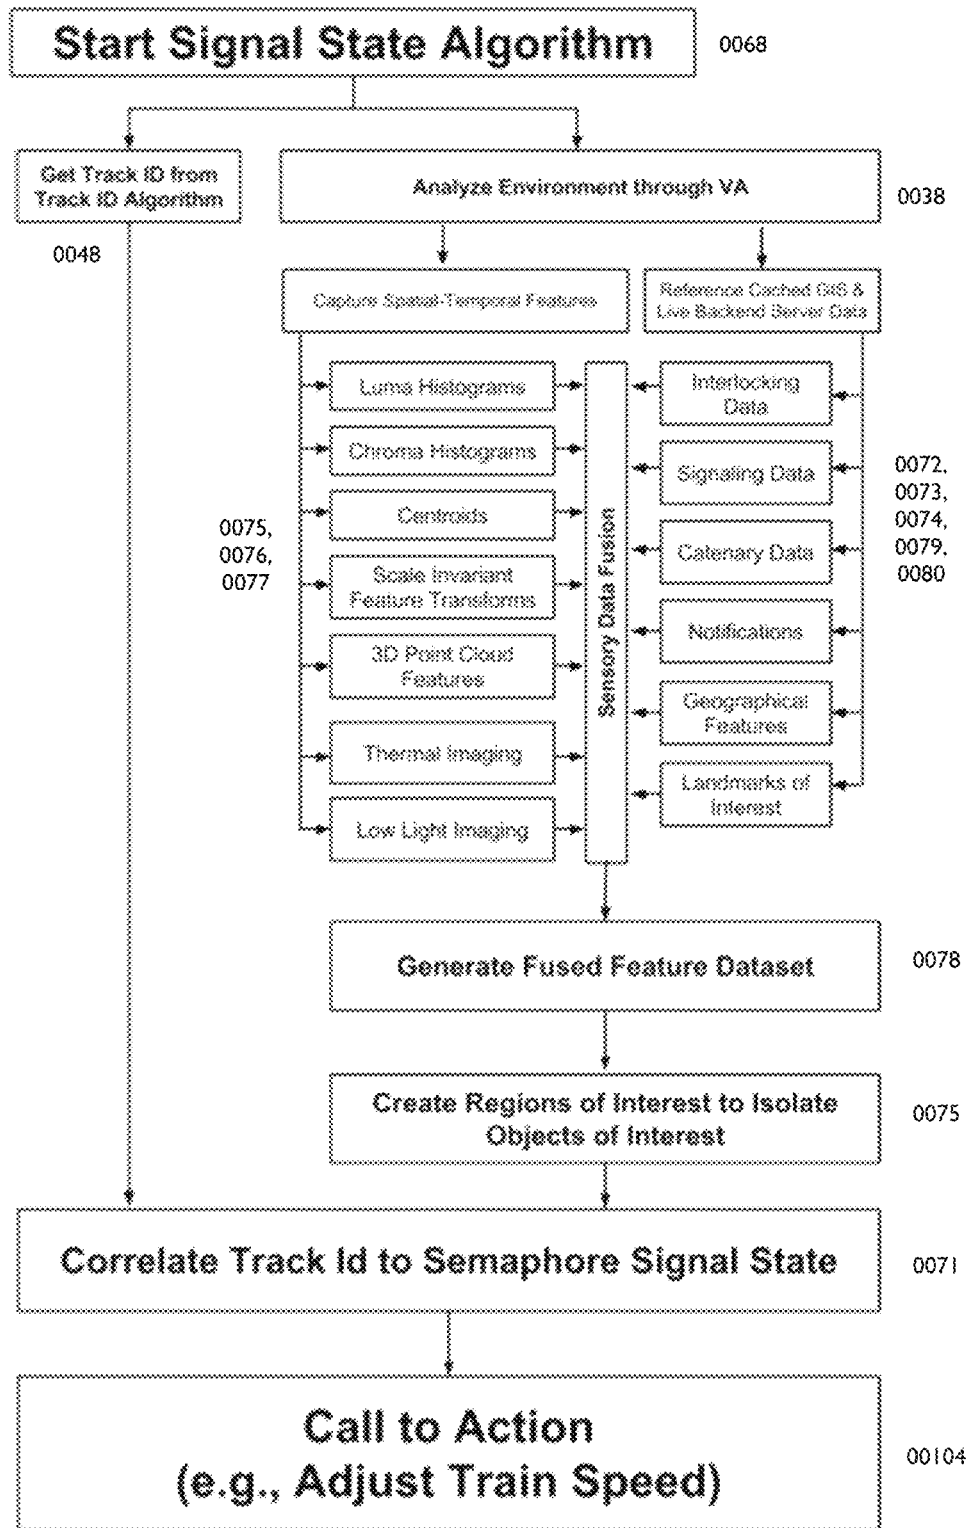 Start Signal State Algorithm
0068
Get Track ID from
Track ID Algorithm
0048
Analyze Environment through VA
0038
Capture Spatial-Temporal Features
Reference Cached GIS &
Live Backend Server Data
Luma Histograms
Chroma Histograms
Centroids
Scale Invariant
Feature Transforms
3D Point Cloud
Features
Thermal Imaging
Low Light Imaging
0075,
0076,
0077
Sensory Data Fusion
Interlocking
Data
Signaling Data
Catenary Data
Notifications
Geographical
Features
Landmarks of
Interest
0072,
0073,
0074,
0079,
0080
Generate Fused Feature Dataset
0078
Create Regions of Interest to Isolate
Objects of Interest
0075
Correlate Track Id to Semaphore Signal State
0071
Call to Action
(e.g., Adjust Train Speed)
00104